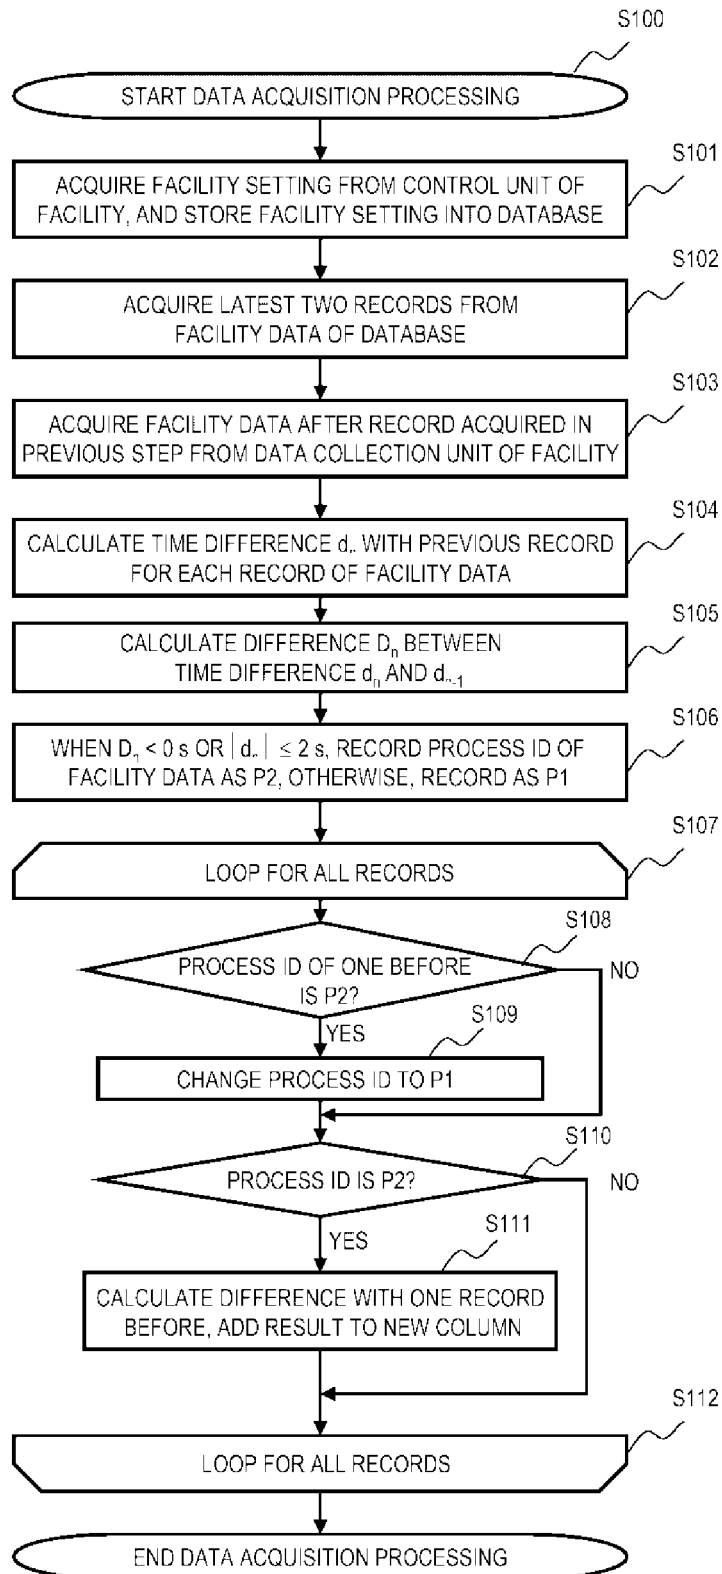 S100
START DATA ACQUISITION PROCESSING
S101
ACQUIRE FACILITY SETTING FROM CONTROL UNIT OF
FACILITY, AND STORE FACILITY SETTING INTO DATABASE
S102
ACQUIRE LATEST TWO RECORDS FROM
FACILITY DATA OF DATABASE
S103
ACQUIRE FACILITY DATA AFTER RECORD ACQUIRED IN
PREVIOUS STEP FROM DATA COLLECTION UNIT OF FACILITY
S104
CALCULATE TIME DIFFERENCE dn WITH PREVIOUS RECORD
FOR EACH RECORD OF FACILITY DATA
S105
CALCULATE DIFFERENCE Dn BETWEEN
TIME DIFFERENCE dn AND dn-1
S106
WHEN Dn < 0 s OR |dn| ≤ 2 s, RECORD PROCESS ID OF
FACILITY DATA AS P2, OTHERWISE, RECORD AS P1
S107
LOOP FOR ALL RECORDS
S108
PROCESS ID OF ONE BEFORE
IS P2?
NO
YES
S109
CHANGE PROCESS ID TO P1
S110
PROCESS ID IS P2?
NO
YES
S111
CALCULATE DIFFERENCE WITH ONE RECORD
BEFORE, ADD RESULT TO NEW COLUMN
S112
LOOP FOR ALL RECORDS
END DATA ACQUISITION PROCESSING